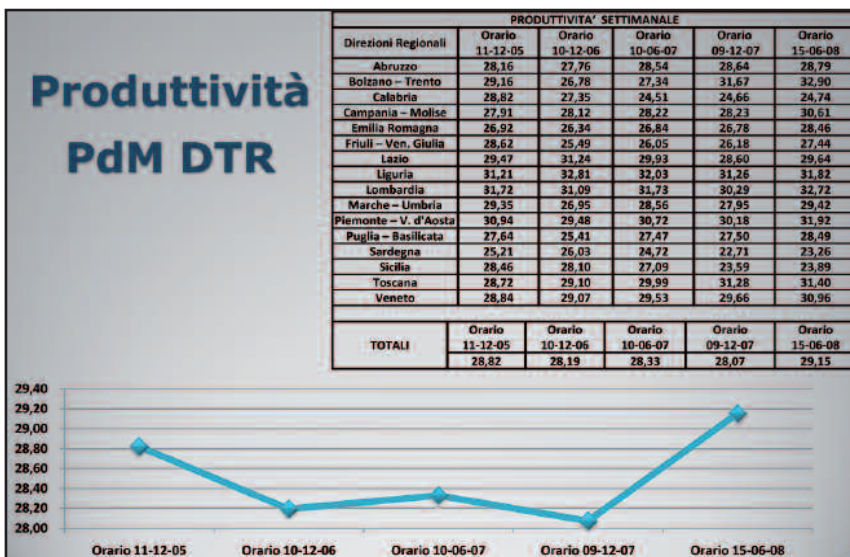 Produttività
PdM DTR
PRODUTTIVITA' SETTIMANALE
Direzioni Regionali Orario 11-12-05 Orario 10-12-06 Orario 10-06-07 Orario 09-12-07 Orario 15-06-08
Abruzzo 28,16 27,76 28,54 28,64 28,79
Bolzano – Trento 29,16 26,78 27,34 31,67 32,90
Calabria 28,82 27,35 24,51 24,66 24,74
Campania – Molise 27,91 28,12 28,22 28,23 30,61
Emilia Romagna 26,92 26,34 26,84 26,78 28,46
Friuli – Ven. Giulia 28,62 25,49 26,05 26,18 27,44
Lazio 29,47 31,24 29,93 28,60 29,64
Liguria 31,21 32,81 32,03 31,26 31,82
Lombardia 31,72 31,09 31,73 30,29 32,72
Marche – Umbria 29,35 26,95 28,56 27,95 29,42
Piemonte – V. d'Aosta 30,94 29,48 30,72 30,18 31,92
Puglia – Basilicata 27,64 25,41 27,47 27,50 28,49
Sardegna 25,21 26,03 24,72 22,71 23,26
Sicilia 28,46 28,10 27,09 23,59 23,89
Toscana 28,72 29,10 29,99 31,28 31,40
Veneto 28,84 29,07 29,53 29,66 30,96
TOTALI Orario 11-12-05 Orario 10-12-06 Orario 10-06-07 Orario 09-12-07 Orario 15-06-08
28,82 28,19 28,33 28,07 29,15
29,40
29,20
29,00
28,80
28,60
28,40
28,20
28,00
Orario 11-12-05 Orario 10-12-06 Orario 10-06-07 Orario 09-12-07 Orario 15-06-08